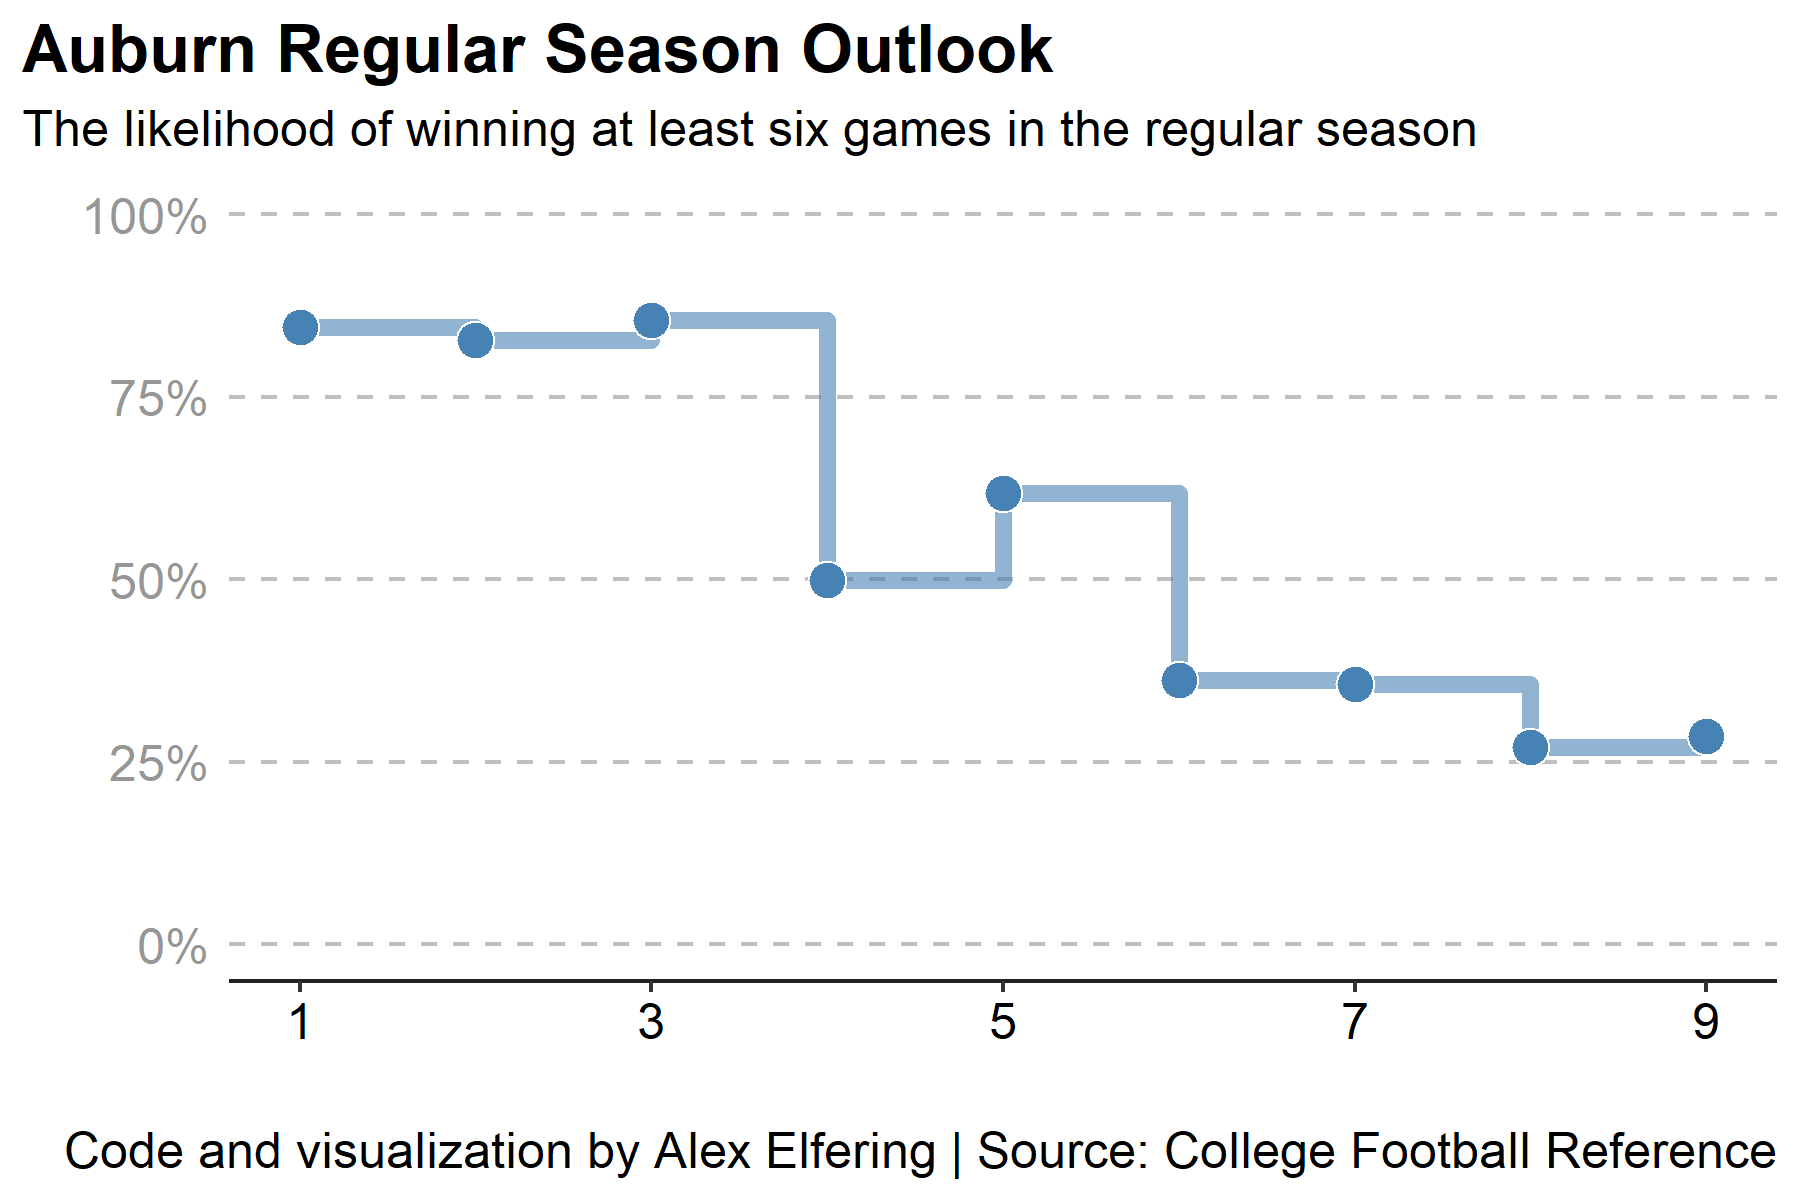 Auburn Regular Season Outlook
The likelihood of winning at least six games in the regular season
100%
75%
50%
25%
0%
1 3 5 7 9
Code and visualization by Alex Elfering | Source: College Football Reference